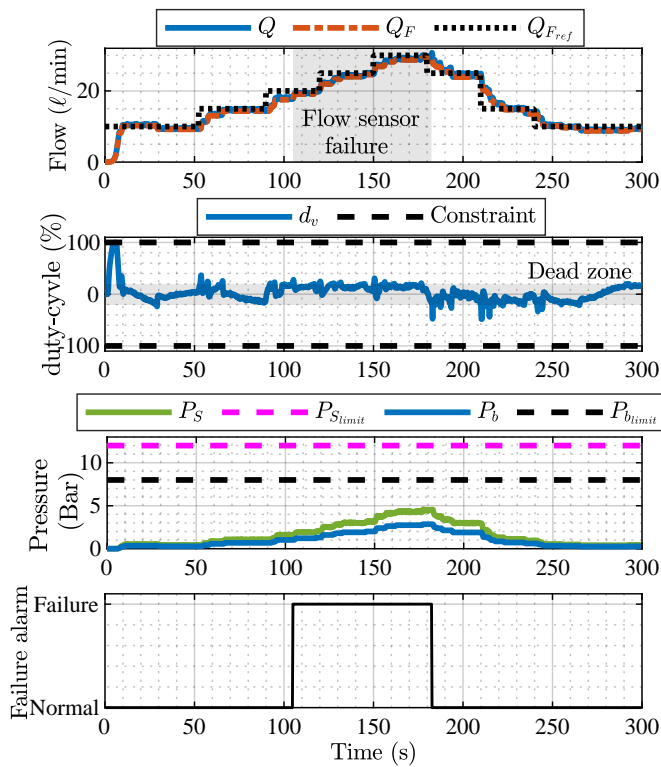 Q Q_F Q_{F_{ref}}
Flow (ℓ/min)
20
0
Flow sensor
failure
0 50 100 150 200 250 300
d_v Constraint
duty-cyvle (%)
100
0
-100
Dead zone
0 50 100 150 200 250 300
P_S P_{S_{limit}} P_b P_{b_{limit}}
Pressure
(Bar)
10
5
0
0 50 100 150 200 250 300
Failure alarm
Failure
Normal
0 50 100 150 200 250 300
Time (s)